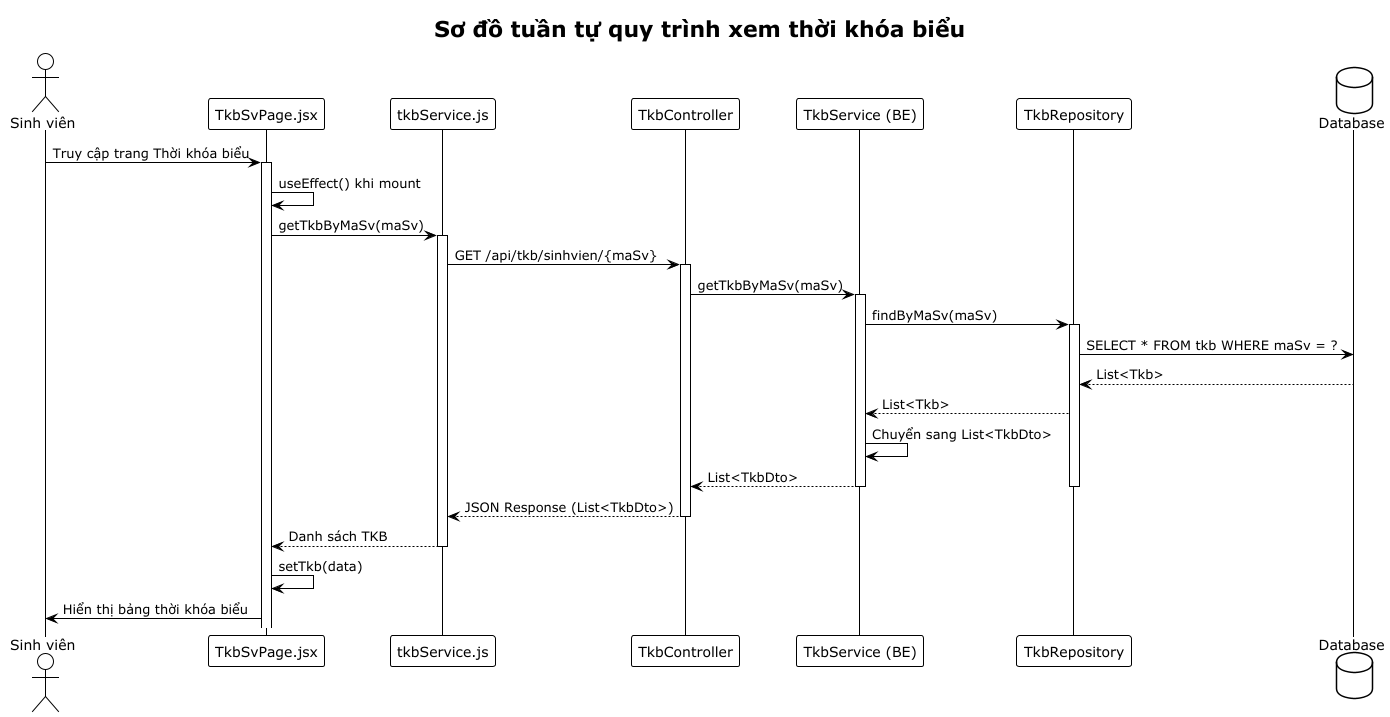 Sơ đồ tuần tự quy trình xem thời khóa biểu
Sinh viên
TkbSvPage.jsx
tkbService.js
TkbController
TkbService (BE)
TkbRepository
Database
Truy cập trang Thời khóa biểu
useEffect() khi mount
getTkbByMaSv(maSv)
GET /api/tkb/sinhvien/{maSv}
getTkbByMaSv(maSv)
findByMaSv(maSv)
SELECT * FROM tkb WHERE maSv = ?
List<Tkb>
List<Tkb>
Chuyển sang List<TkbDto>
List<TkbDto>
JSON Response (List<TkbDto>)
Danh sách TKB
setTkb(data)
Hiển thị bảng thời khóa biểu
Sinh viên
TkbSvPage.jsx
tkbService.js
TkbController
TkbService (BE)
TkbRepository
Database